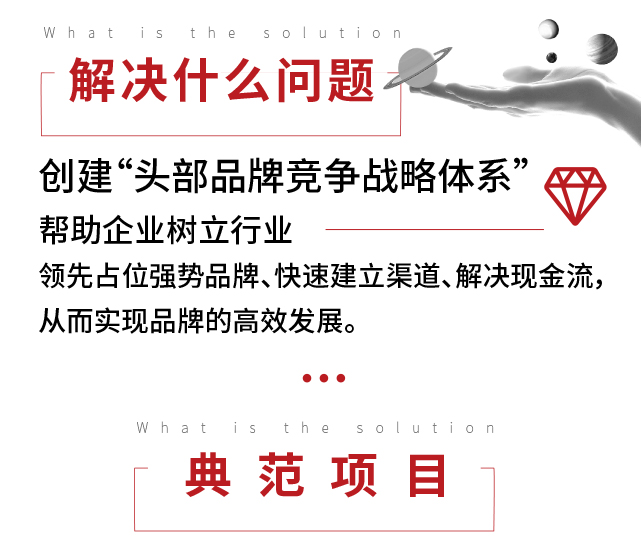 What is the solution
解决什么问题
创建“头部品牌竞争战略体系”
帮助企业树立行业
领先占位强势品牌、快速建立渠道、解决现金流，
从而实现品牌的高效发展。
What is the solution
典范项目